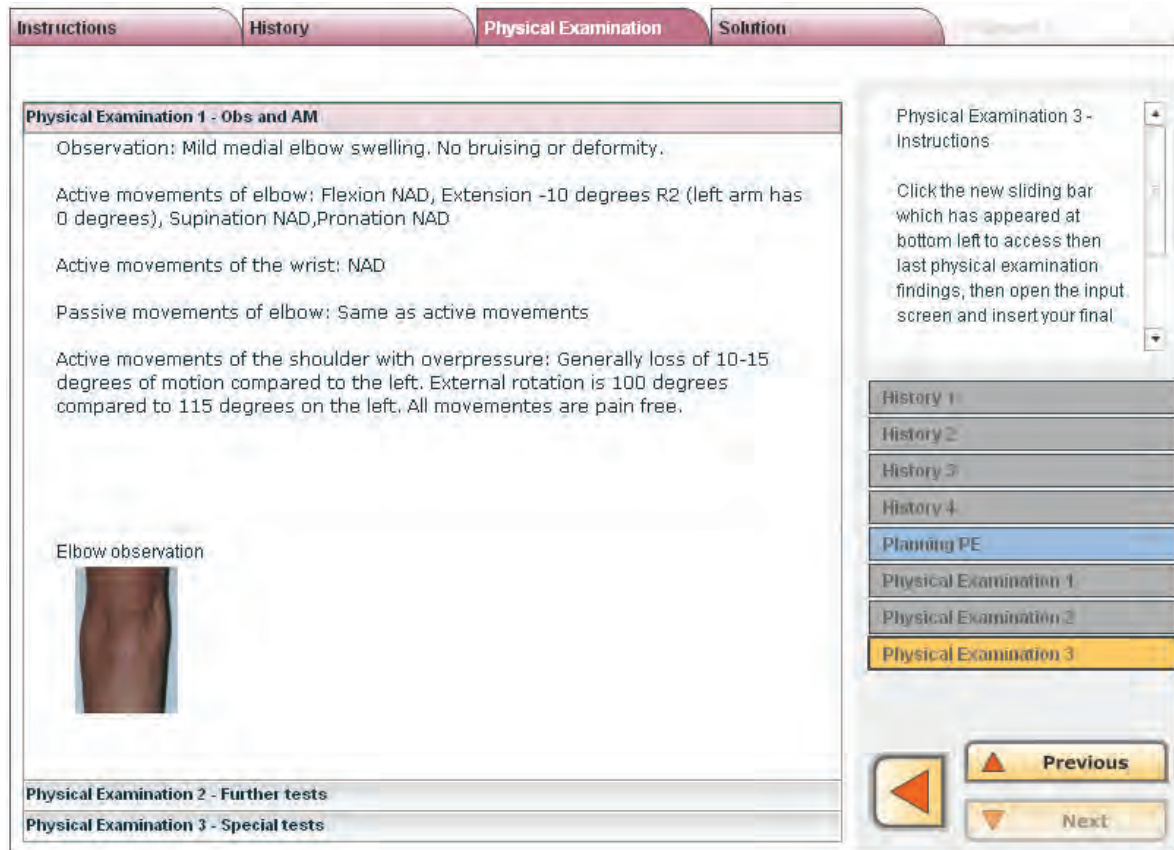 Instructions
History
Physical Examination
Solution
Physical Examination 1 - Obs and AM
Observation: Mild medial elbow swelling. No bruising or deformity.
Active movements of elbow: Flexion NAD, Extension -10 degrees R2 (left arm has
0 degrees), Supination NAD,Pronation NAD
Active movements of the wrist: NAD
Passive movements of elbow: Same as active movements
Active movements of the shoulder with overpressure: Generally loss of 10-15
degrees of motion compared to the left. External rotation is 100 degrees
compared to 115 degrees on the left. All movementes are pain free.
Elbow observation
Physical Examination 2 - Further tests
Physical Examination 3 - Special tests
Physical Examination 3 -
Instructions
Click the new sliding bar
which has appeared at
bottom left to access then
last physical examination
findings, then open the input
screen and insert your final
History 1
History 2
History 3
History 4
Planning PE
Physical Examination 1
Physical Examination 2
Physical Examination 3
Previous
Next